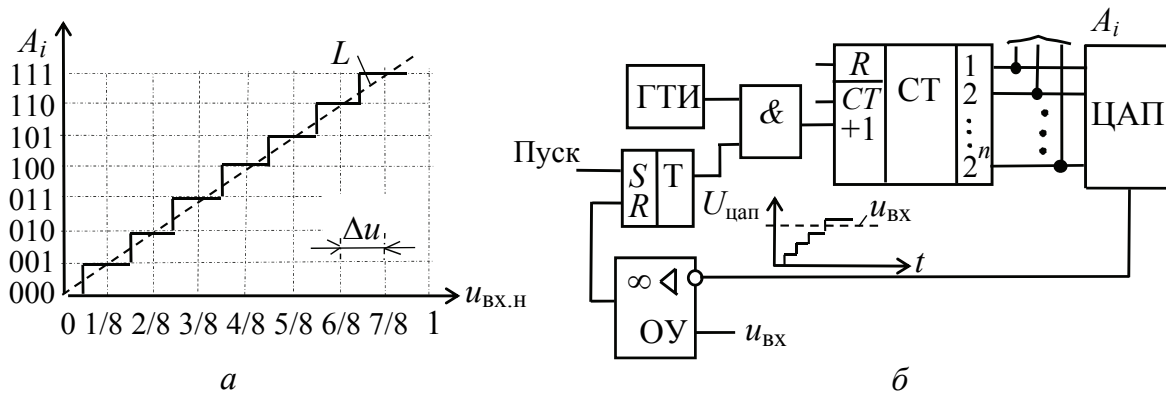 A_i
L
111
110
101
100
011
010
001
000
Δu
u_вх.н
0 1/8 2/8 3/8 4/8 5/8 6/8 7/8 1
а
A_i
ГТИ
&
R
CT
+1
СТ
1
2
2^n
ЦАП
Пуск
S
R
Т
U_цап
u_вх
t
∞ ◁
ОУ
u_вх
б